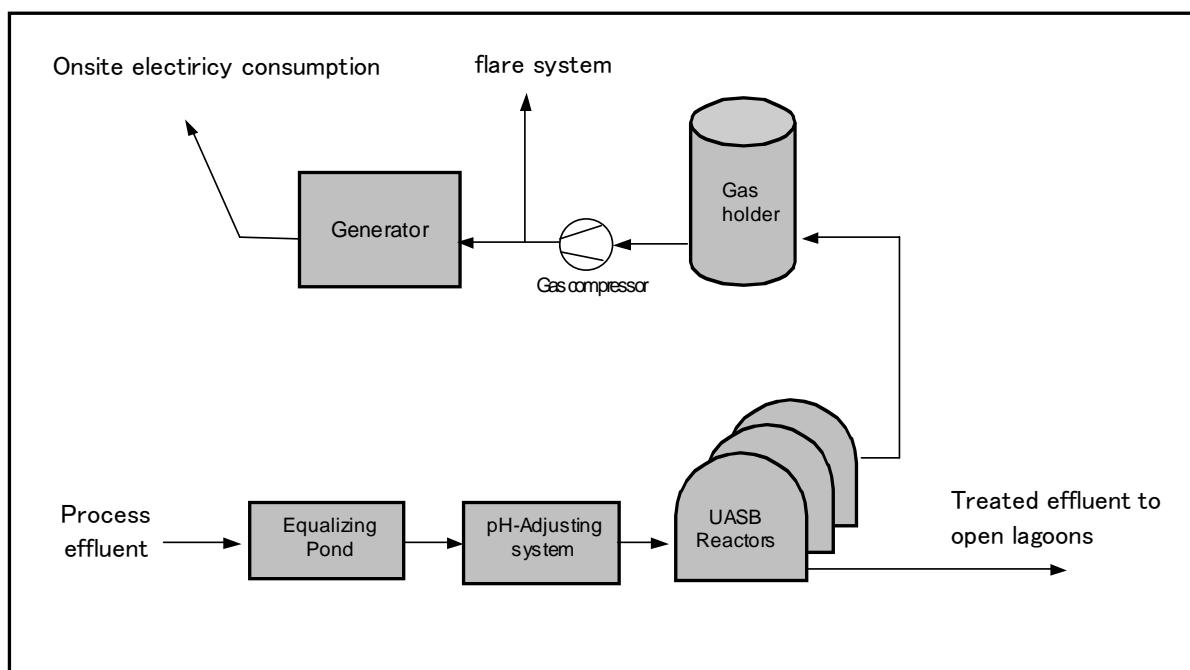 Onsite electiricy consumption
flare system
Gas
holder
Generator
Gas compressor
Process
effluent
Equalizing
Pond
pH-Adjusting
system
UASB
Reactors
Treated effluent to
open lagoons